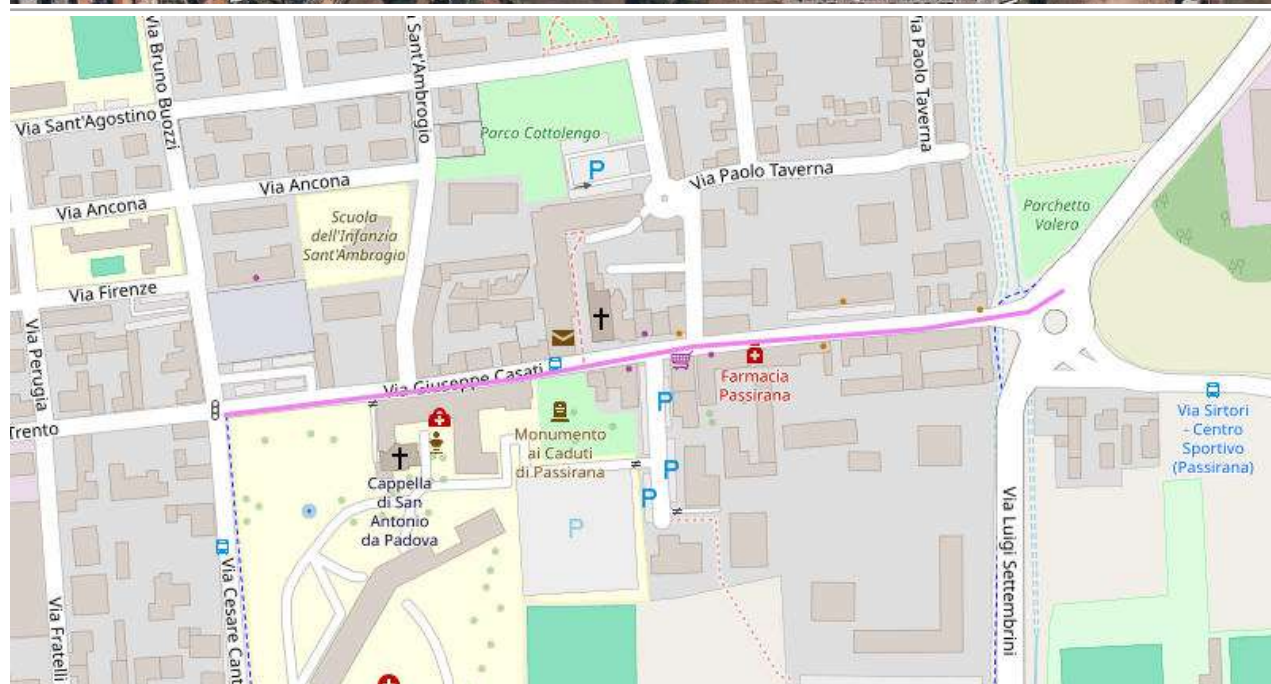 Via Bruno Buozzi
Sant'Ambrogio
Via Paolo Taverna
Via Sant'Agostino
Parco Cottolengo
P
Via Paolo Taverna
Via Ancona
Via Ancona
Scuola
dell'Infanzia
Sant'Ambrogio
Parchetto
Valera
Via Firenze
Via Perugia
Via Giuseppe Casati
Farmacia
Passirana
P
Trento
Monumento
ai Caduti
di Passirana
Via Sirtori
- Centro
Sportivo
(Passirana)
P
P
P
Cappella
di San
Antonio
da Padova
Via Luigi Settembrini
Via Cesare Cant
Via Fratelli